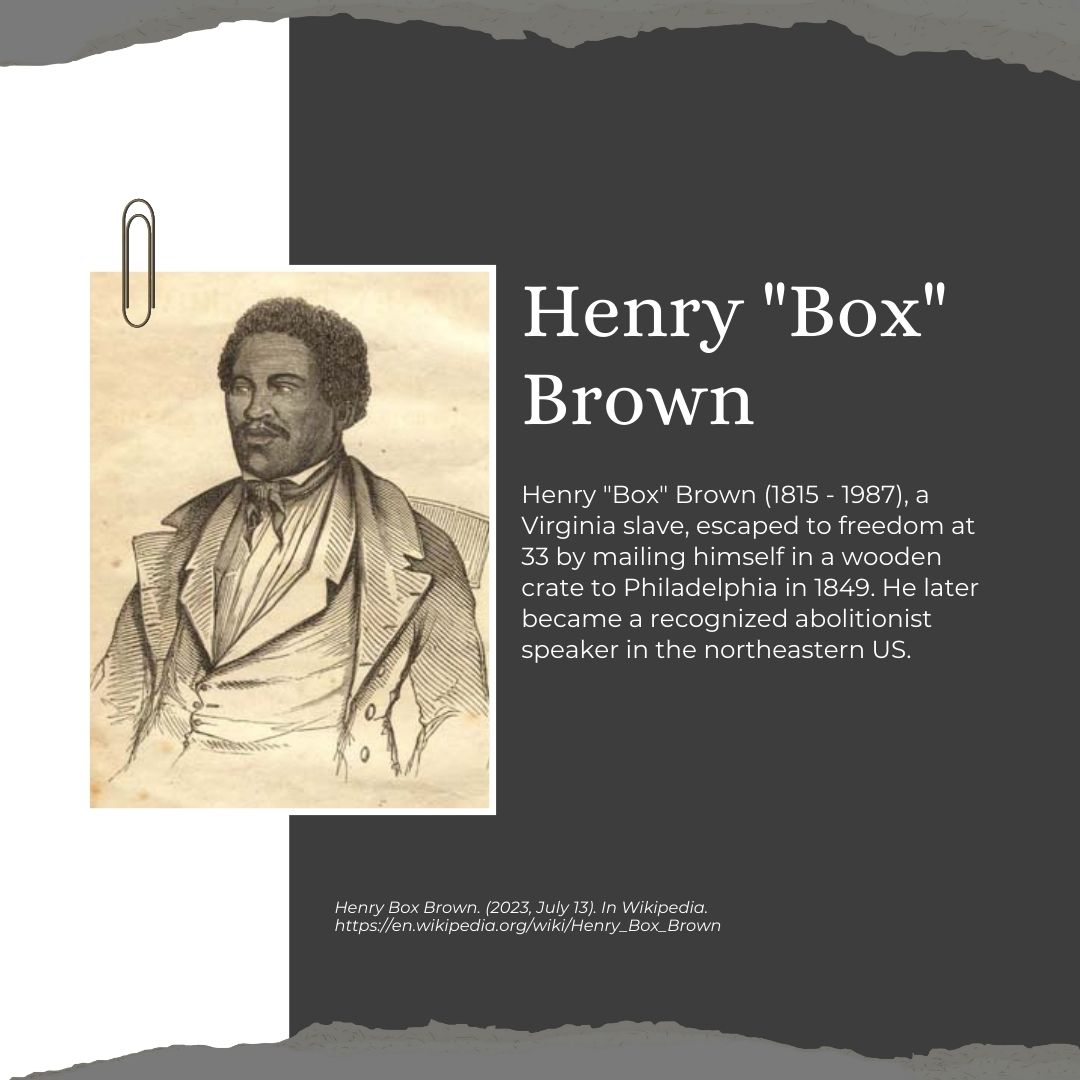 Henry "Box"
Brown
Henry "Box" Brown (1815 - 1987), a
Virginia slave, escaped to freedom at
33 by mailing himself in a wooden
crate to Philadelphia in 1849. He later
became a recognized abolitionist
speaker in the northeastern US.
Henry Box Brown. (2023, July 13). In Wikipedia.
https://en.wikipedia.org/wiki/Henry_Box_Brown